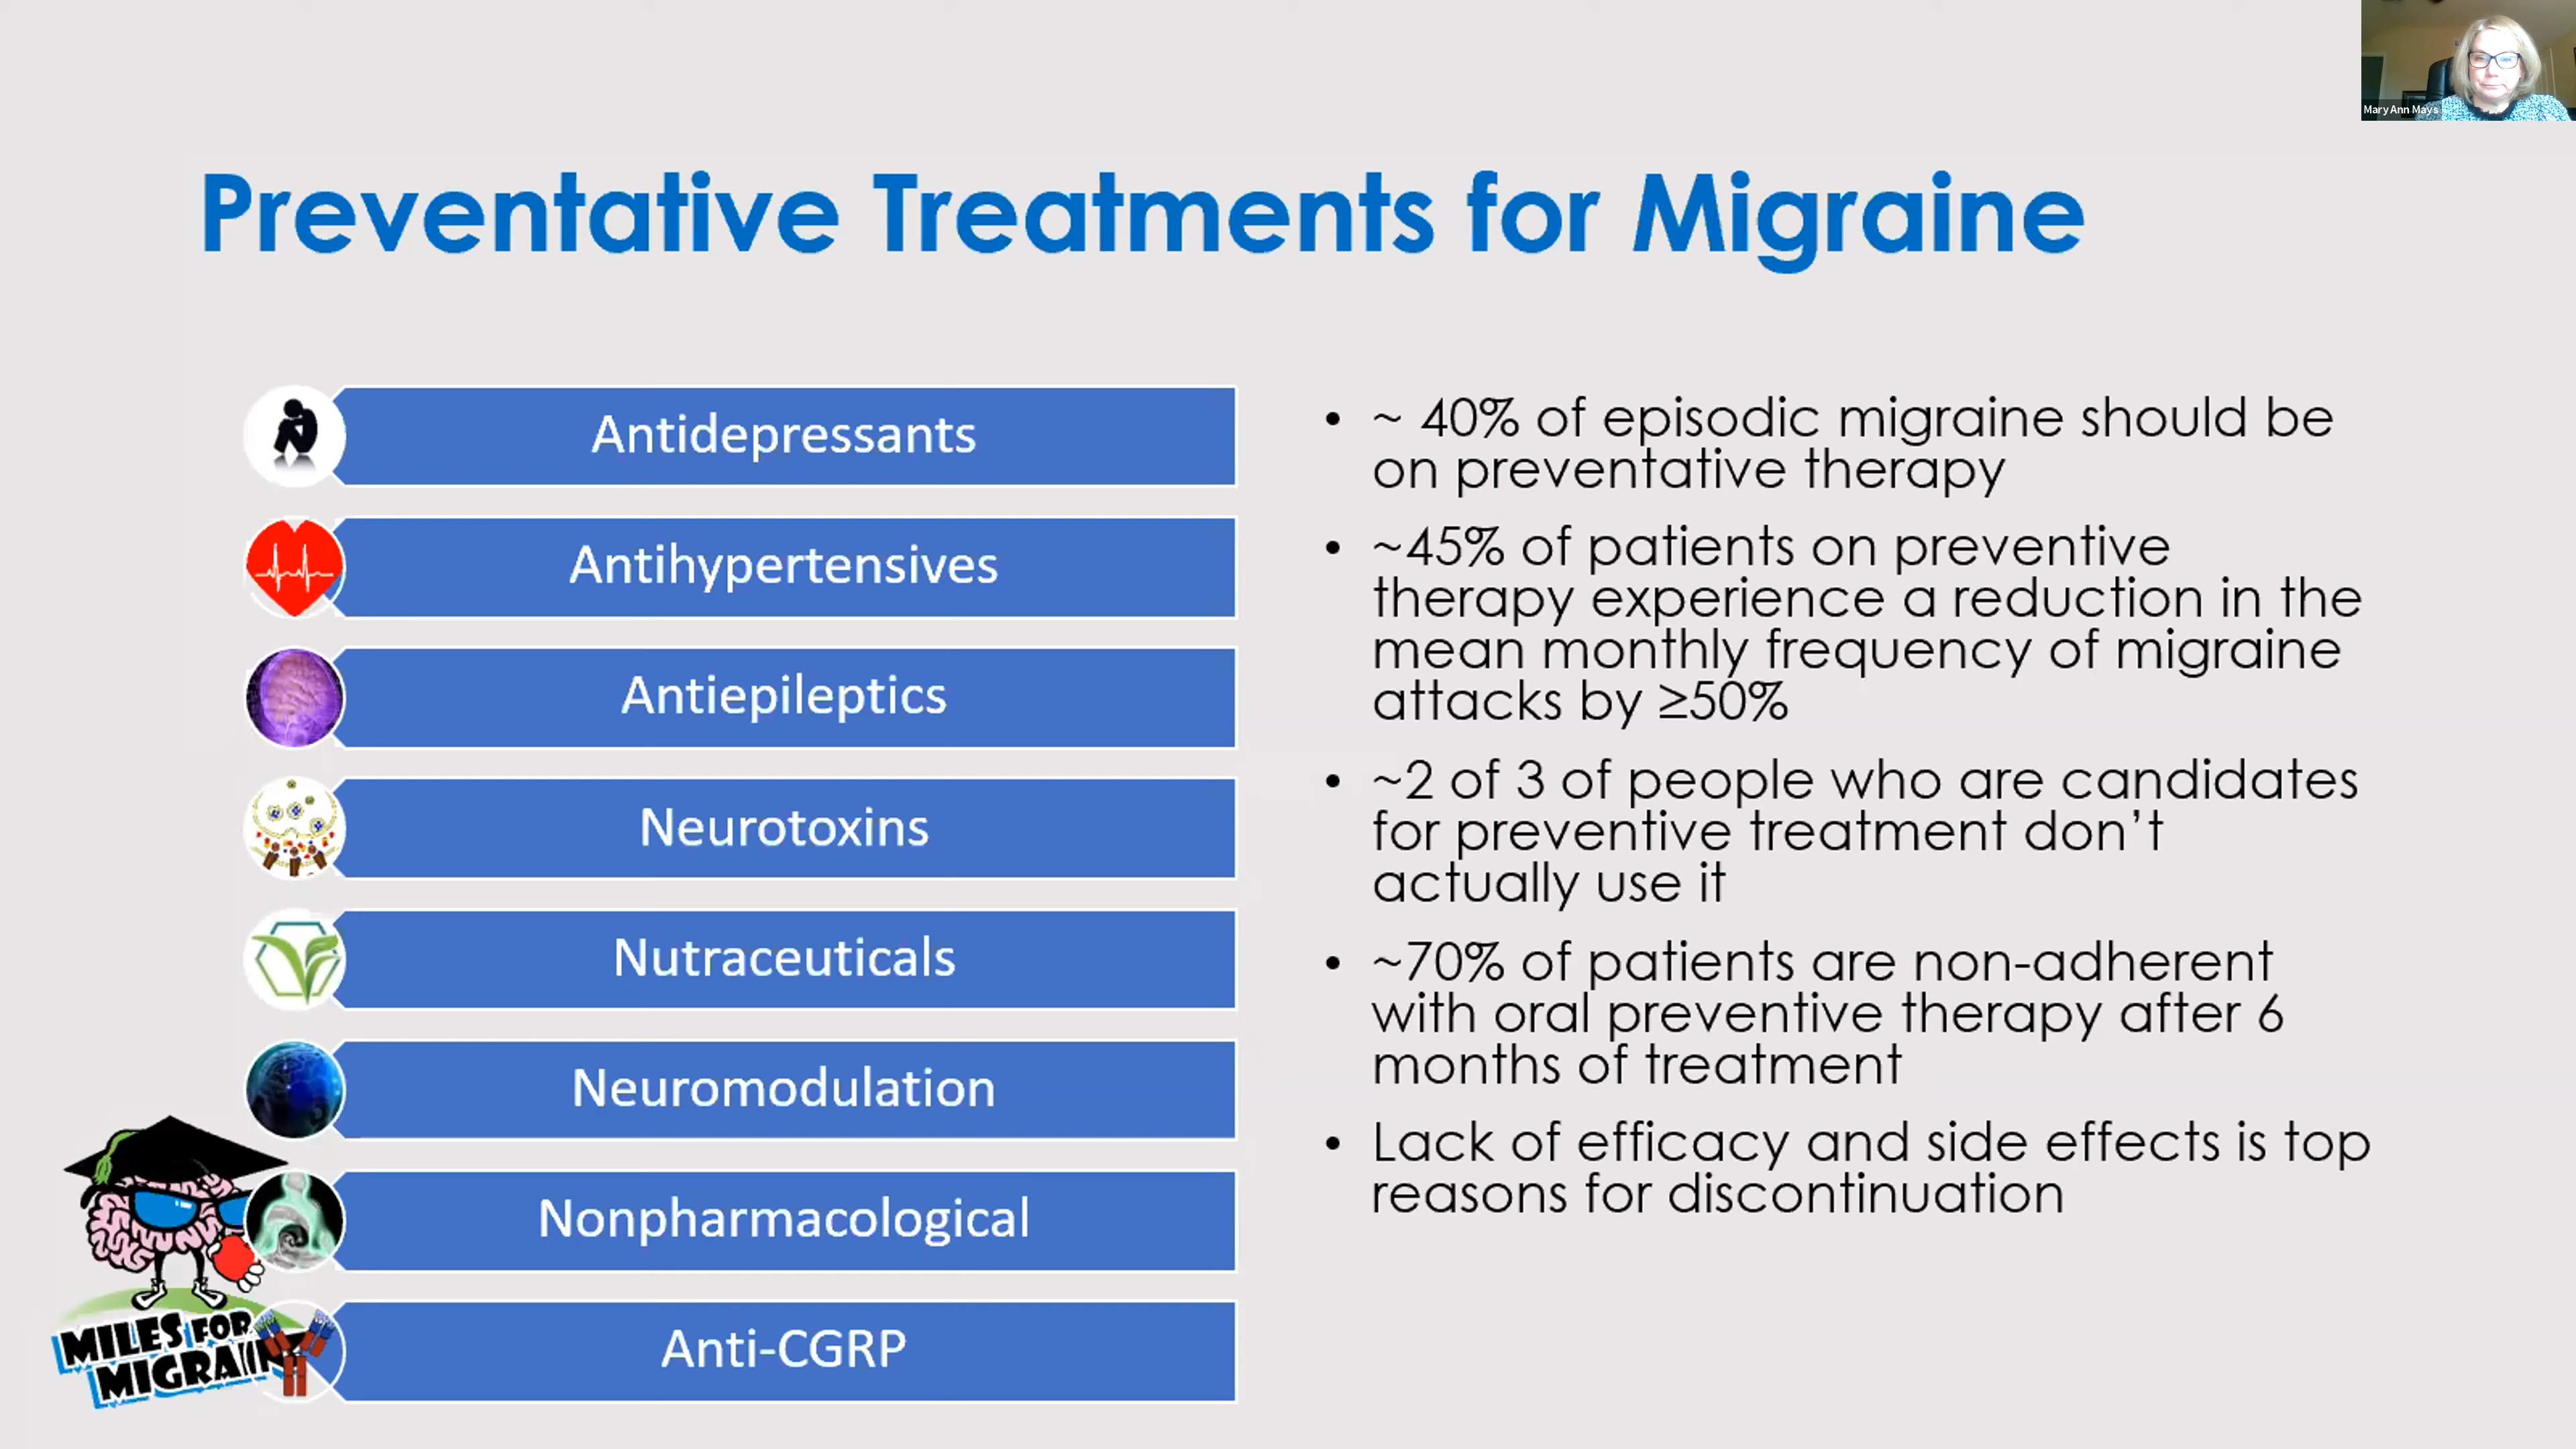 Mary Ann Mays
Preventative Treatments for Migraine
Antidepressants
Antihypertensives
Antiepileptics
Neurotoxins
Nutraceuticals
Neuromodulation
Nonpharmacological
Anti-CGRP
• ~ 40% of episodic migraine should be
on preventative therapy
• ~45% of patients on preventive
therapy experience a reduction in the
mean monthly frequency of migraine
attacks by ≥50%
• ~2 of 3 of people who are candidates
for preventive treatment don’t
actually use it
• ~70% of patients are non-adherent
with oral preventive therapy after 6
months of treatment
• Lack of efficacy and side effects is top
reasons for discontinuation
MILES FOR
MIGRAIN